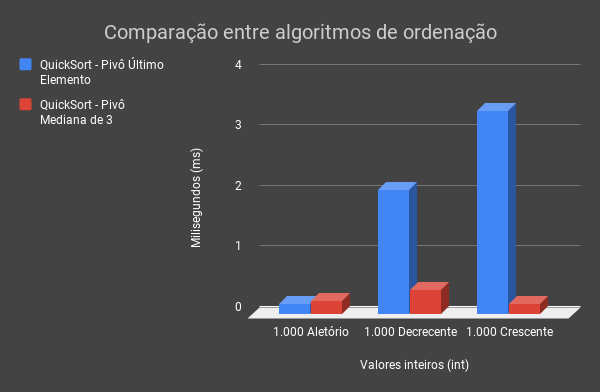 Comparação entre algoritmos de ordenação
QuickSort - Pivô Último
Elemento
QuickSort - Pivô
Mediana de 3
Milisegundos (ms)
4
3
2
1
0
1.000 Aletório
1.000 Decrecente
1.000 Crescente
Valores inteiros (int)